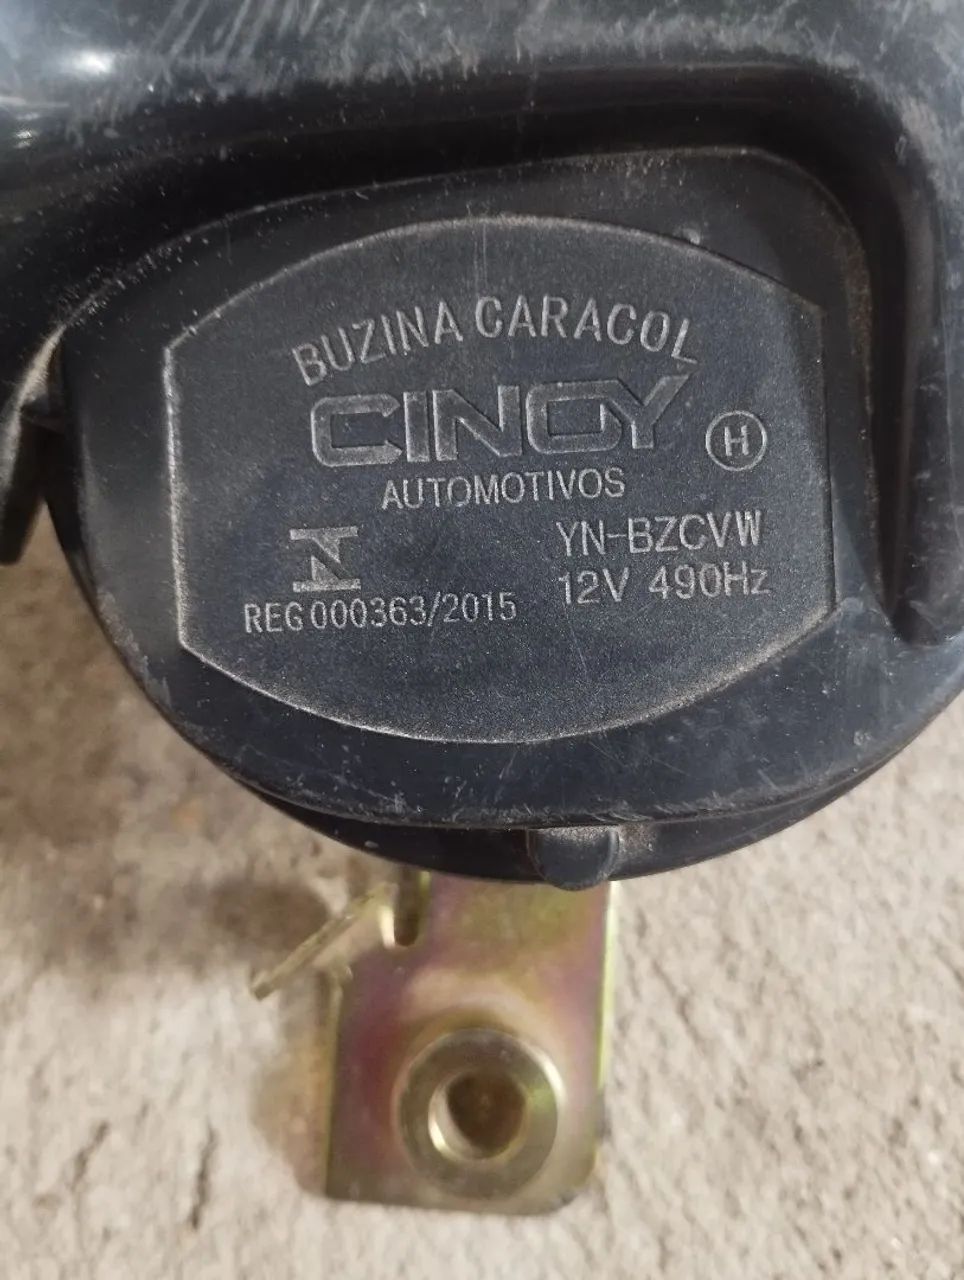 BUZINA CARACOL
CINOY
H
AUTOMOTIVOS
YN-BZCVW
12V 490Hz
REG 000363/2015